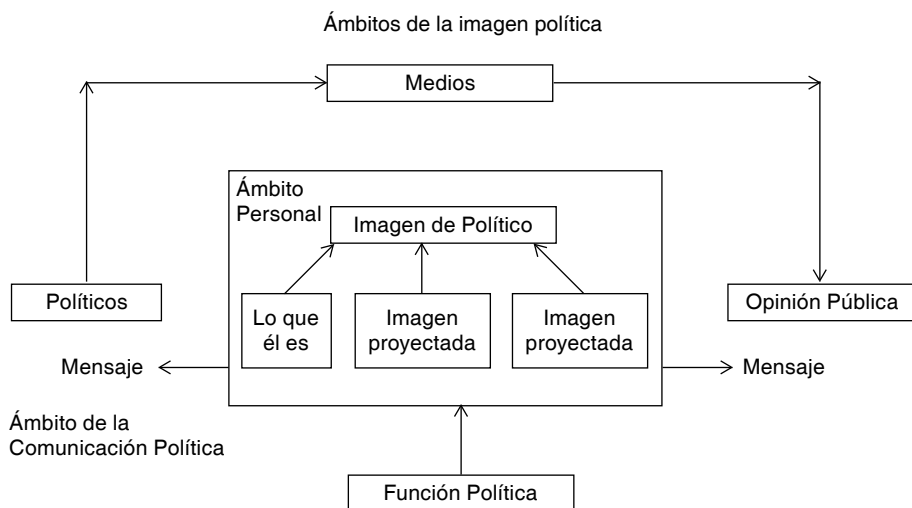 Ámbitos de la imagen política
Medios
Ámbito
Personal
Imagen de Político
Políticos
Lo que
él es
Imagen
proyectada
Imagen
proyectada
Opinión Pública
Mensaje
Mensaje
Ámbito de la
Comunicación Política
Función Política